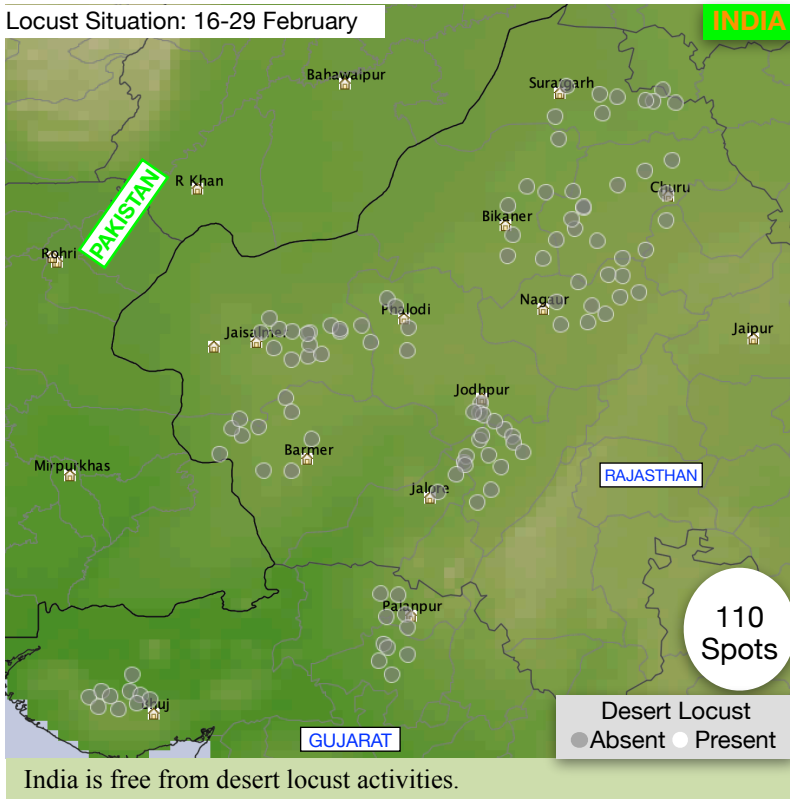 Locust Situation: 16-29 February
INDIA
Bahawalpur
Suratgarh
R Khan
PAKISTAN
Churu
Bikaner
Rohri
Nagaur
Phalodi
Jaisalmer
Jaipur
Jodhpur
Barmer
Mirpurkhas
RAJASTHAN
Jalore
Palanpur
110
Spots
Bhuj
Desert Locust
Absent Present
GUJARAT
India is free from desert locust activities.